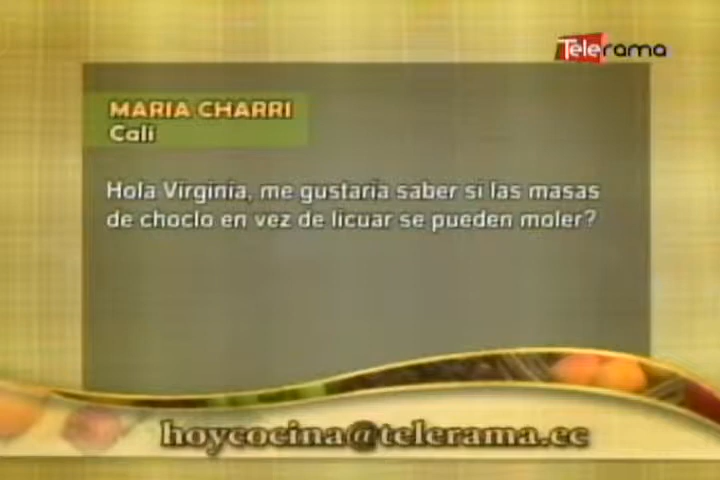 Telerama
MARIA CHARRI
Cali
Hola Virginia, me gustaria saber si las masas
de choclo en vez de licuar se pueden moler?
hoycocina@telerama.ec